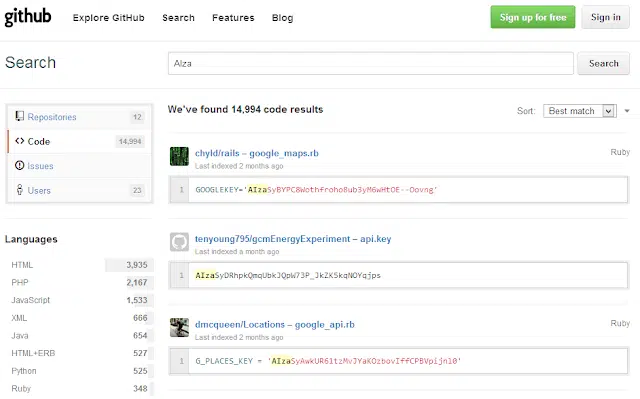 github
Explore GitHub Search Features Blog
Sign up for free Sign in
Search
AIza
Search
Repositories 12
Code 14,994
Issues
Users 23
Languages
HTML 3,935
PHP 2,167
JavaScript 1,533
XML 666
Java 654
HTML+ERB 527
Python 525
Ruby 348
We've found 14,994 code results
Sort: Best match
chyld/rails – google_maps.rb Ruby
Last indexed 2 months ago
1 GOOGLEKEY=
tenyoung795/gcmEnergyExperiment – api.key
Last indexed a month ago
1
dmcqueen/Locations – google_api.rb Ruby
Last indexed 2 months ago
1 G_PLACES_KEY =